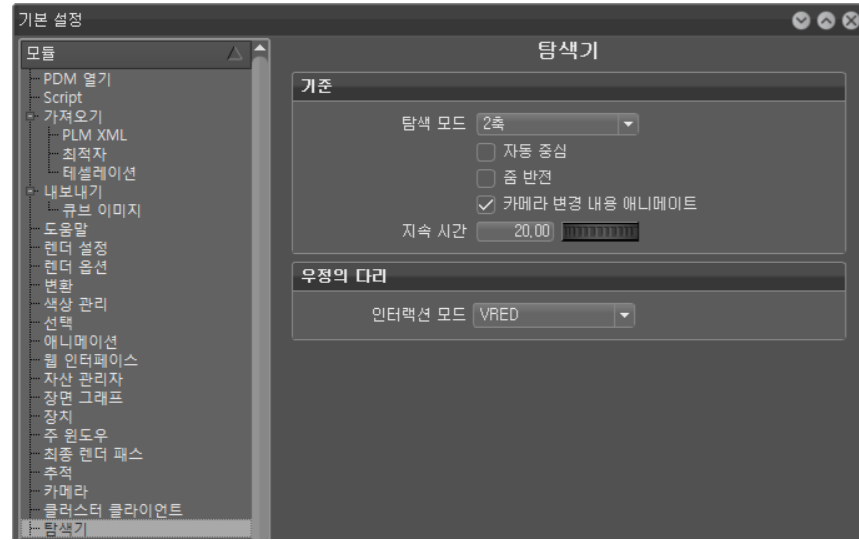 기본 설정
모듈
PDM 열기
Script
가져오기
PLM XML
최적자
테셀레이션
내보내기
큐브 이미지
도움말
렌더 설정
렌더 옵션
변환
색상 관리
선택
애니메이션
웹 인터페이스
자산 관리자
장면 그래프
장치
주 윈도우
최종 렌더 패스
추적
카메라
클러스터 클라이언트
탐색기
탐색기
기준
탐색 모드 2축
자동 중심
줌 반전
카메라 변경 내용 애니메이트
지속 시간 20,00
우정의 다리
인터랙션 모드 VRED